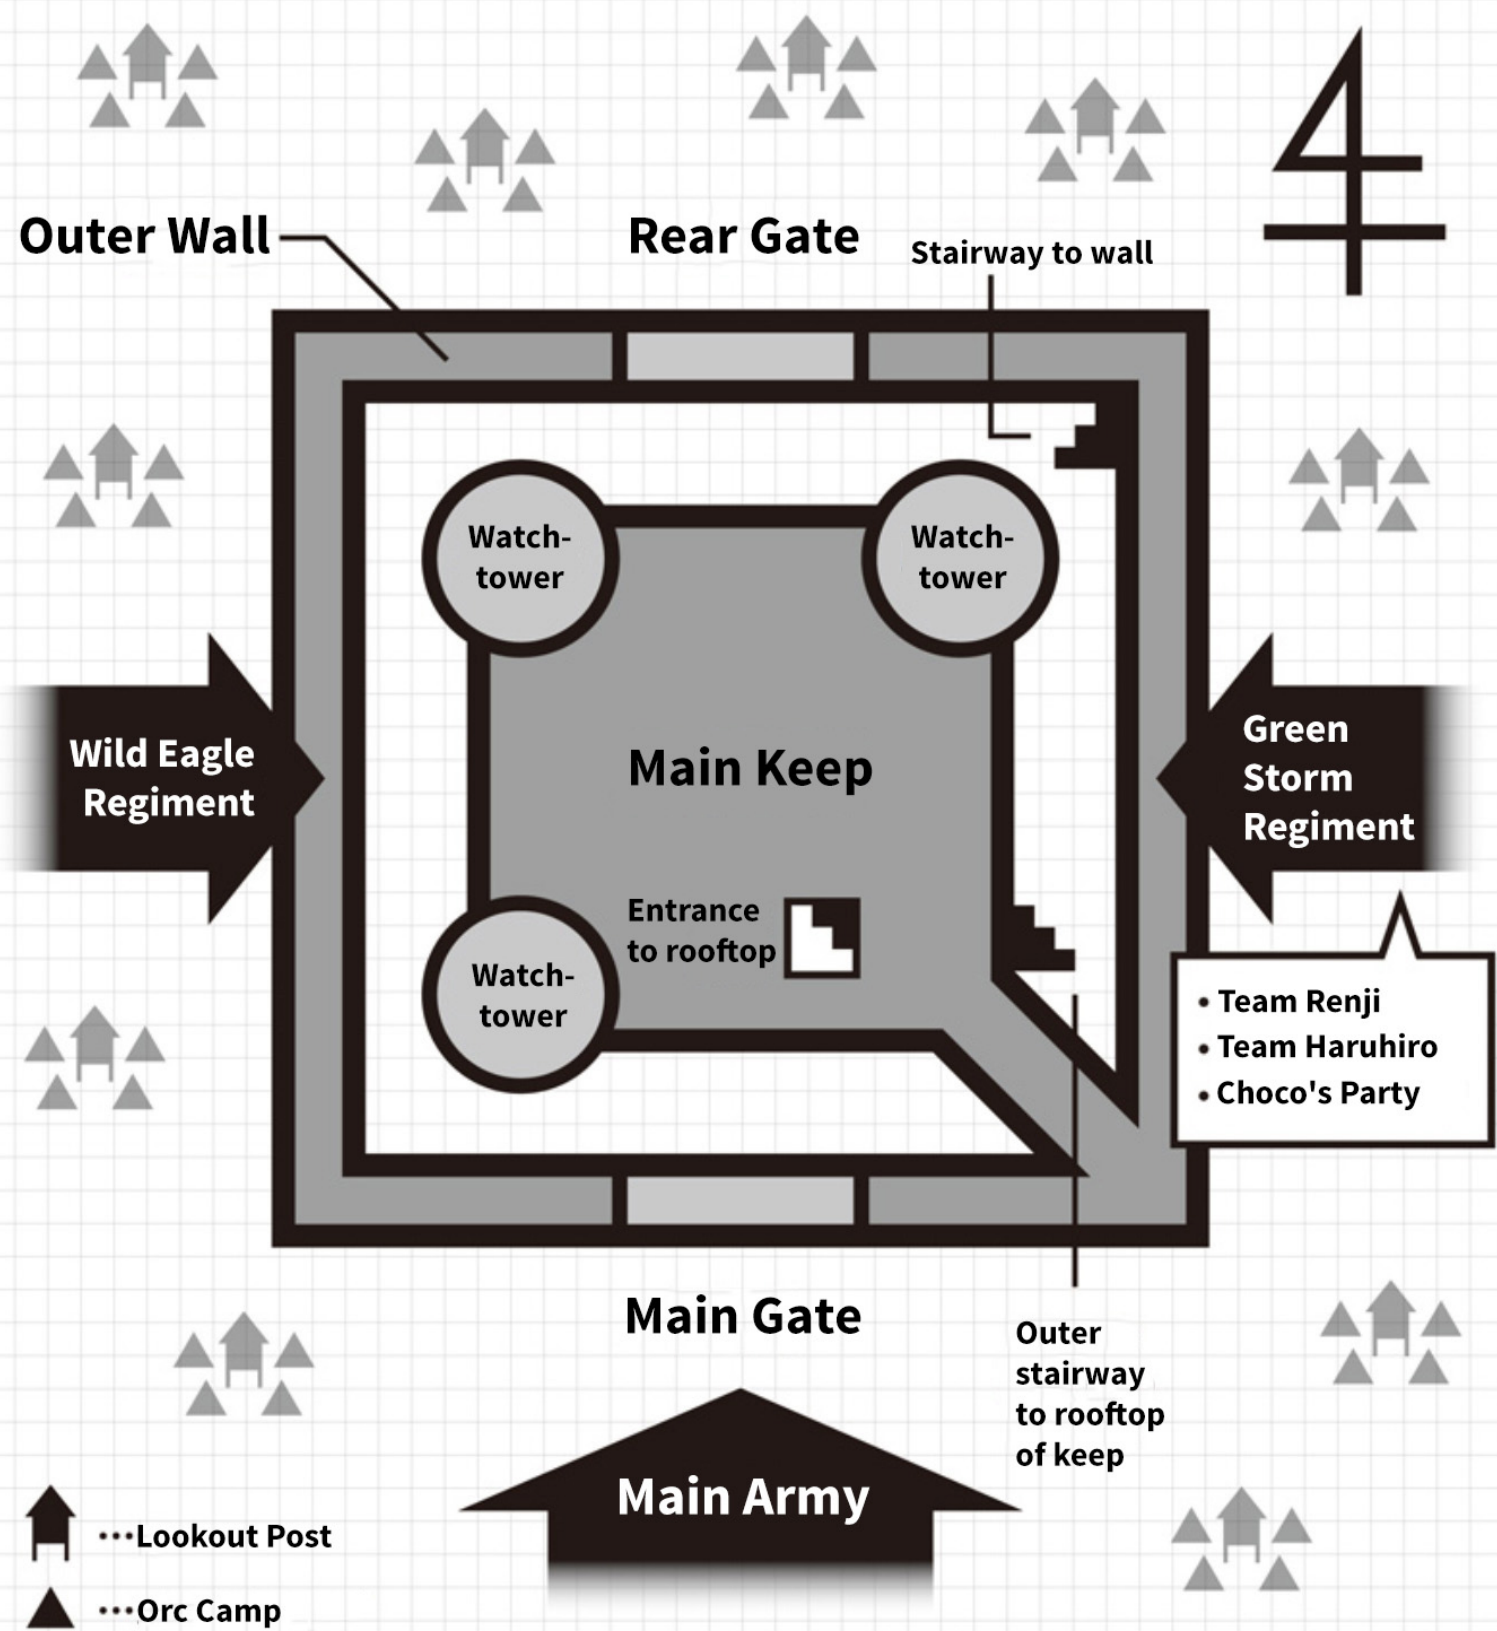 Outer Wall
Rear Gate
Stairway to wall
Watch-
tower
Watch-
tower
Wild Eagle
Regiment
Main Keep
Green
Storm
Regiment
Entrance
to rooftop
Watch-
tower
• Team Renji
• Team Haruhiro
• Choco's Party
Main Gate
Outer
stairway
to rooftop
of keep
Main Army
···Lookout Post
···Orc Camp